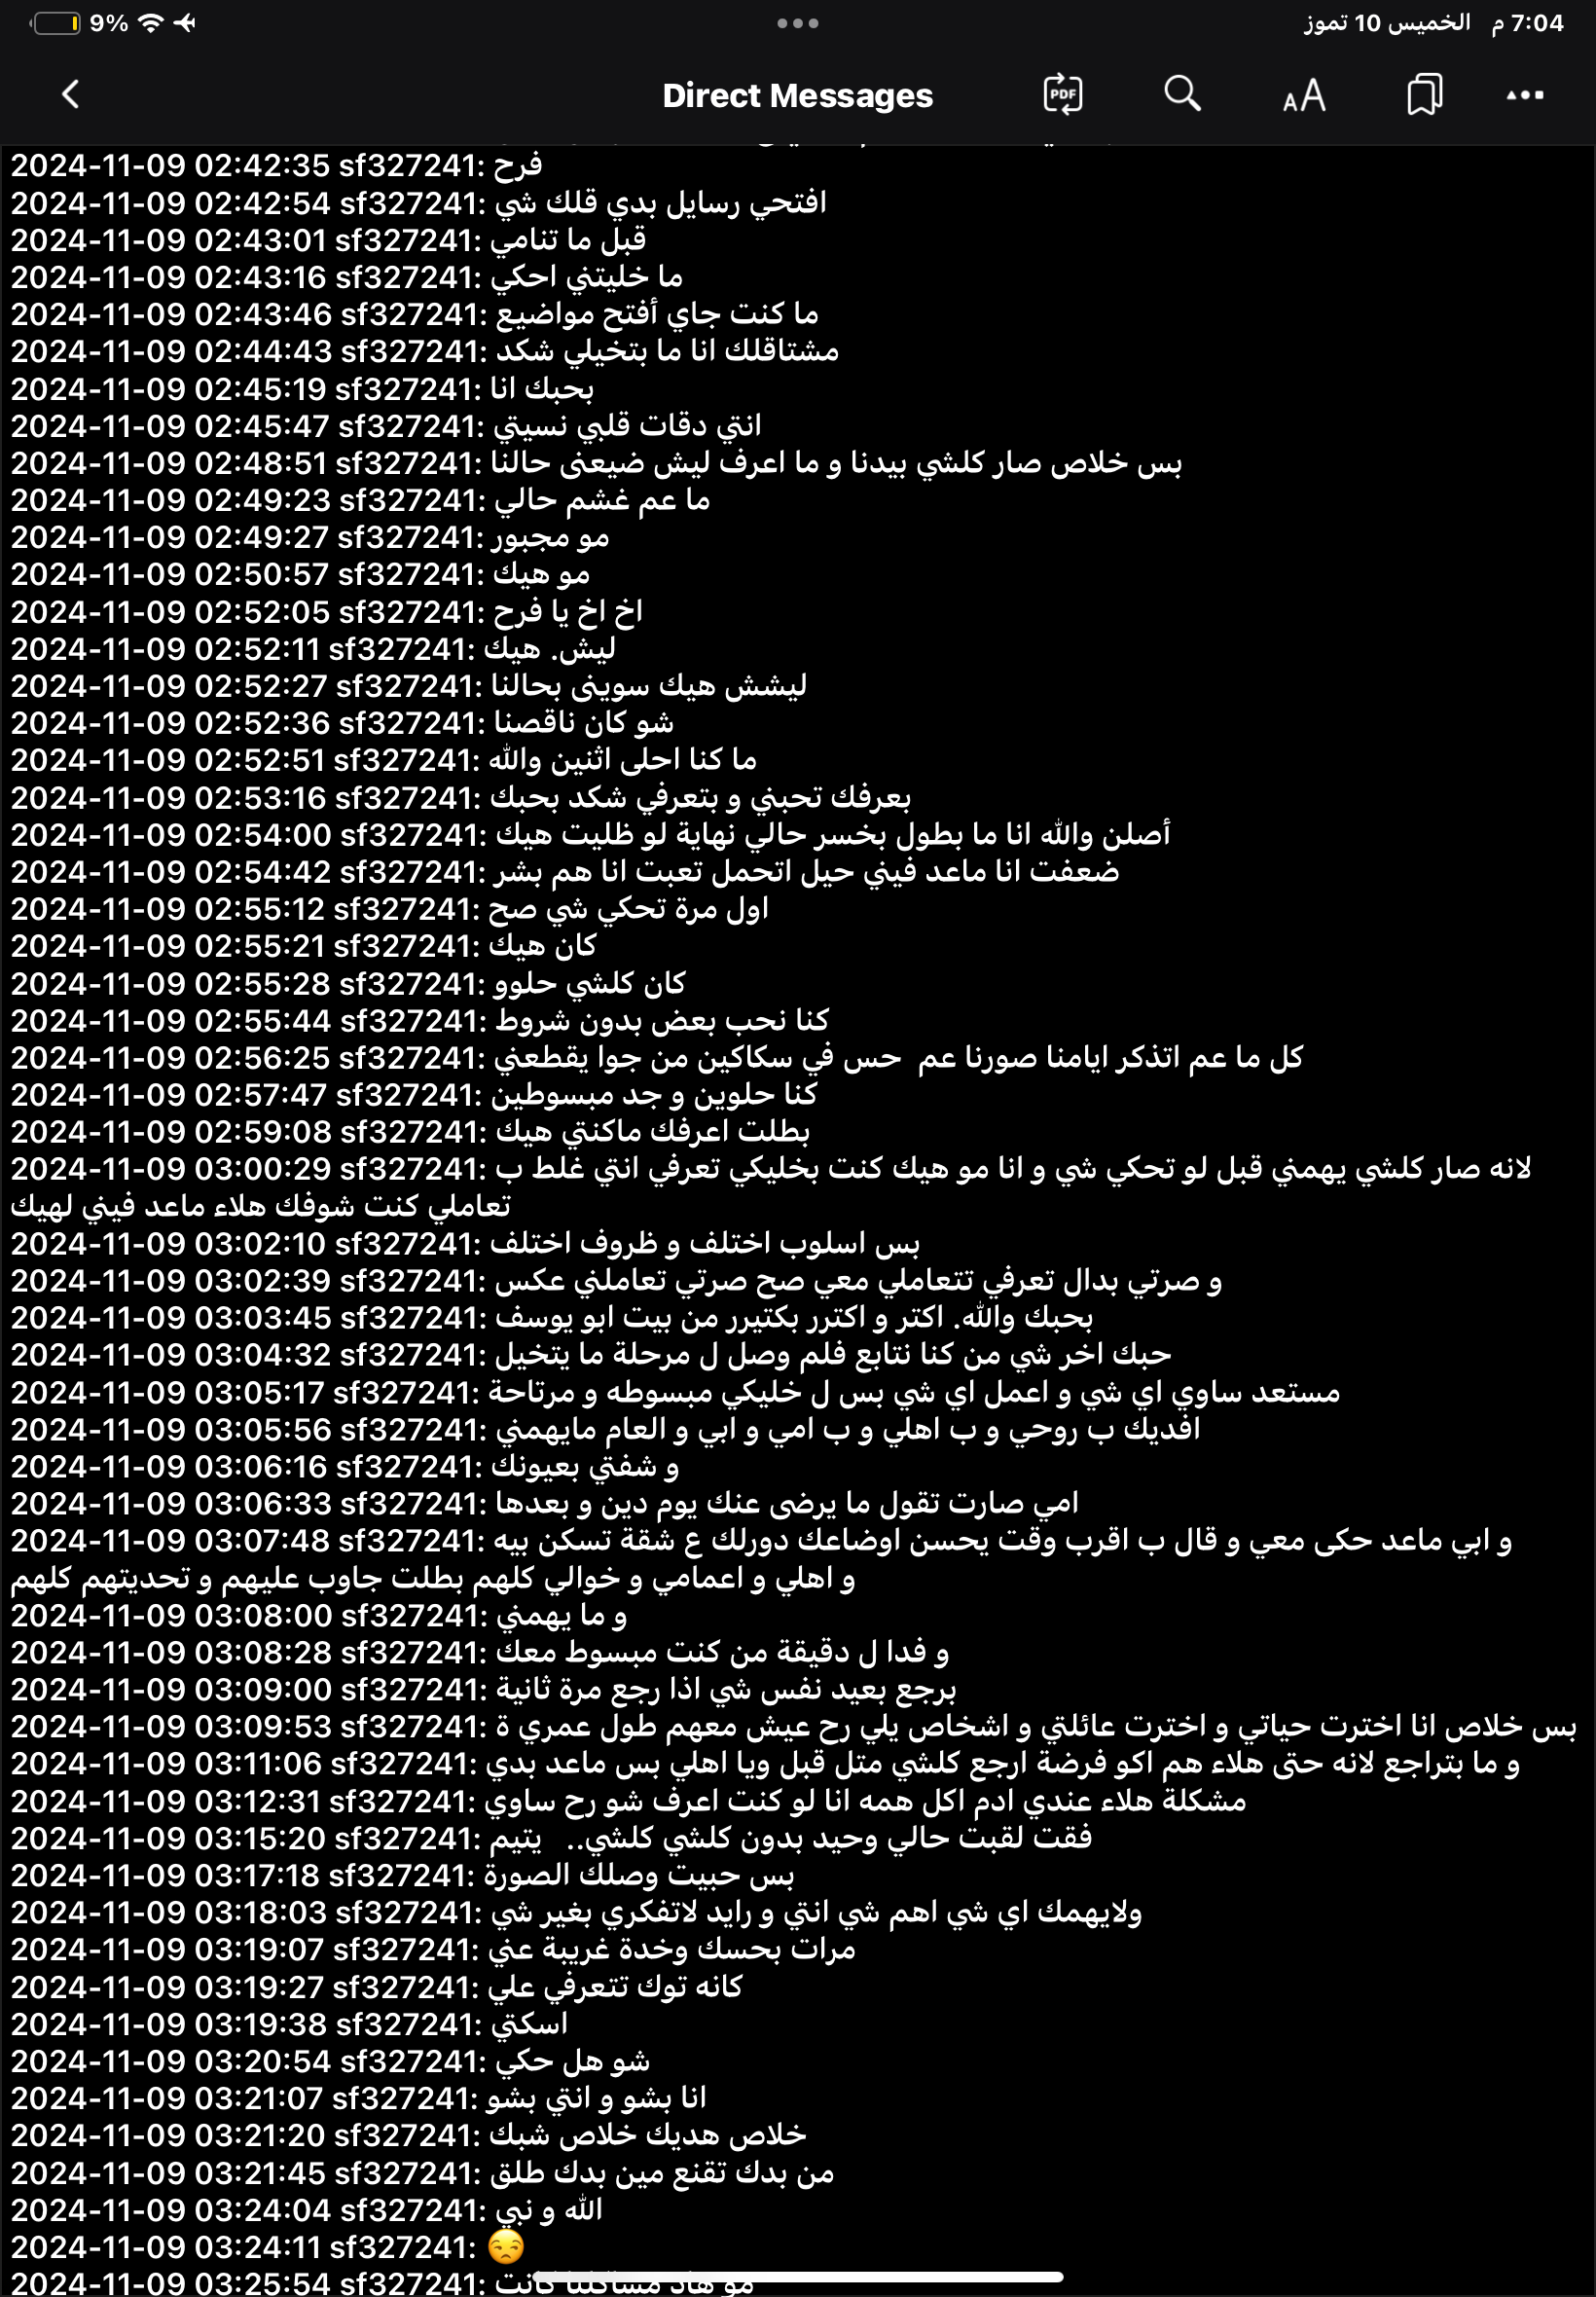 7:04 م الخميس 10 تموز
9%
Direct Messages
PDF
AA
2024-11-09 02:42:35 sf327241: فرح
2024-11-09 02:42:54 sf327241: افتحي رسايل بدي قلك شي
2024-11-09 02:43:01 sf327241: قبل ما تنامي
2024-11-09 02:43:16 sf327241: ما خليتني احكي
2024-11-09 02:43:46 sf327241: ما كنت جاي أفتح مواضيع
2024-11-09 02:44:43 sf327241: مشتاقلك انا ما بتخيلي شكد
2024-11-09 02:45:19 sf327241: بحبك انا
2024-11-09 02:45:47 sf327241: انتي دقات قلبي نسيتي
2024-11-09 02:48:51 sf327241: بس خلاص صار كلشي بيدنا و ما اعرف ليش ضيعنى حالنا
2024-11-09 02:49:23 sf327241: ما عم غشم حالي
2024-11-09 02:49:27 sf327241: مو مجبور
2024-11-09 02:50:57 sf327241: مو هيك
2024-11-09 02:52:05 sf327241: اخ اخ يا فرح
2024-11-09 02:52:11 sf327241: ليش. هيك
2024-11-09 02:52:27 sf327241: ليشش هيك سوينى بحالنا
2024-11-09 02:52:36 sf327241: شو كان ناقصنا
2024-11-09 02:52:51 sf327241: ما كنا احلى اثنين والله
2024-11-09 02:53:16 sf327241: بعرفك تحبني و بتعرفي شكد بحبك
2024-11-09 02:54:00 sf327241: أصلن والله انا ما بطول بخسر حالي نهاية لو ظليت هيك
2024-11-09 02:54:42 sf327241: ضعفت انا ماعد فيني حيل اتحمل تعبت انا هم بشر
2024-11-09 02:55:12 sf327241: اول مرة تحكي شي صح
2024-11-09 02:55:21 sf327241: كان هيك
2024-11-09 02:55:28 sf327241: كان كلشي حلوو
2024-11-09 02:55:44 sf327241: كنا نحب بعض بدون شروط
2024-11-09 02:56:25 sf327241: كل ما عم اتذكر ايامنا صورنا عم حس في سكاكين من جوا يقطعني
2024-11-09 02:57:47 sf327241: كنا حلوين و جد مبسوطين
2024-11-09 02:59:08 sf327241: بطلت اعرفك ماكنتي هيك
2024-11-09 03:00:29 sf327241: لانه صار كلشي يهمني قبل لو تحكي شي و انا مو هيك كنت بخليكي تعرفي انتي غلط ب
تعاملي كنت شوفك هلاء ماعد فيني لهيك
2024-11-09 03:02:10 sf327241: بس اسلوب اختلف و ظروف اختلف
2024-11-09 03:02:39 sf327241: و صرتي بدال تعرفي تتعاملي معي صح صرتي تعاملني عكس
2024-11-09 03:03:45 sf327241: بحبك والله. اكتر و اكترر بكتيرر من بيت ابو يوسف
2024-11-09 03:04:32 sf327241: حبك اخر شي من كنا نتابع فلم وصل ل مرحلة ما يتخيل
2024-11-09 03:05:17 sf327241: مستعد ساوي اي شي و اعمل اي شي بس ل خليكي مبسوطه و مرتاحة
2024-11-09 03:05:56 sf327241: افديك ب روحي و ب اهلي و ب امي و ابي و العام مايهمني
2024-11-09 03:06:16 sf327241: و شفتي بعيونك
2024-11-09 03:06:33 sf327241: امي صارت تقول ما يرضى عنك يوم دين و بعدها
2024-11-09 03:07:48 sf327241: و ابي ماعد حكى معي و قال ب اقرب وقت يحسن اوضاعك دورلك ع شقة تسكن بيه
و اهلي و اعمامي و خوالي كلهم بطلت جاوب عليهم و تحديتهم كلهم
2024-11-09 03:08:00 sf327241: و ما يهمني
2024-11-09 03:08:28 sf327241: و فدا ل دقيقة من كنت مبسوط معك
2024-11-09 03:09:00 sf327241: برجع بعيد نفس شي اذا رجع مرة ثانية
2024-11-09 03:09:53 sf327241: بس خلاص انا اخترت حياتي و اخترت عائلتي و اشخاص يلي رح عيش معهم طول عمري ة
2024-11-09 03:11:06 sf327241: و ما بتراجع لانه حتى هلاء هم اكو فرضة ارجع كلشي متل قبل ويا اهلي بس ماعد بدي
2024-11-09 03:12:31 sf327241: مشكلة هلاء عندي ادم اكل همه انا لو كنت اعرف شو رح ساوي
2024-11-09 03:15:20 sf327241: فقت لقبت حالي وحيد بدون كلشي كلشي.. يتيم
2024-11-09 03:17:18 sf327241: بس حبيت وصلك الصورة
2024-11-09 03:18:03 sf327241: ولايهمك اي شي اهم شي انتي و رايد لاتفكري بغير شي
2024-11-09 03:19:07 sf327241: مرات بحسك وخدة غريبة عني
2024-11-09 03:19:27 sf327241: كانه توك تتعرفي علي
2024-11-09 03:19:38 sf327241: اسكتي
2024-11-09 03:20:54 sf327241: شو هل حكي
2024-11-09 03:21:07 sf327241: انا بشو و انتي بشو
2024-11-09 03:21:20 sf327241: خلاص هديك خلاص شبك
2024-11-09 03:21:45 sf327241: من بدك تقنع مين بدك طلق
2024-11-09 03:24:04 sf327241: الله و نبي
2024-11-09 03:24:11 sf327241: 😒
2024-11-09 03:25:54 sf327241: مو هاد مشاكلنا كانت